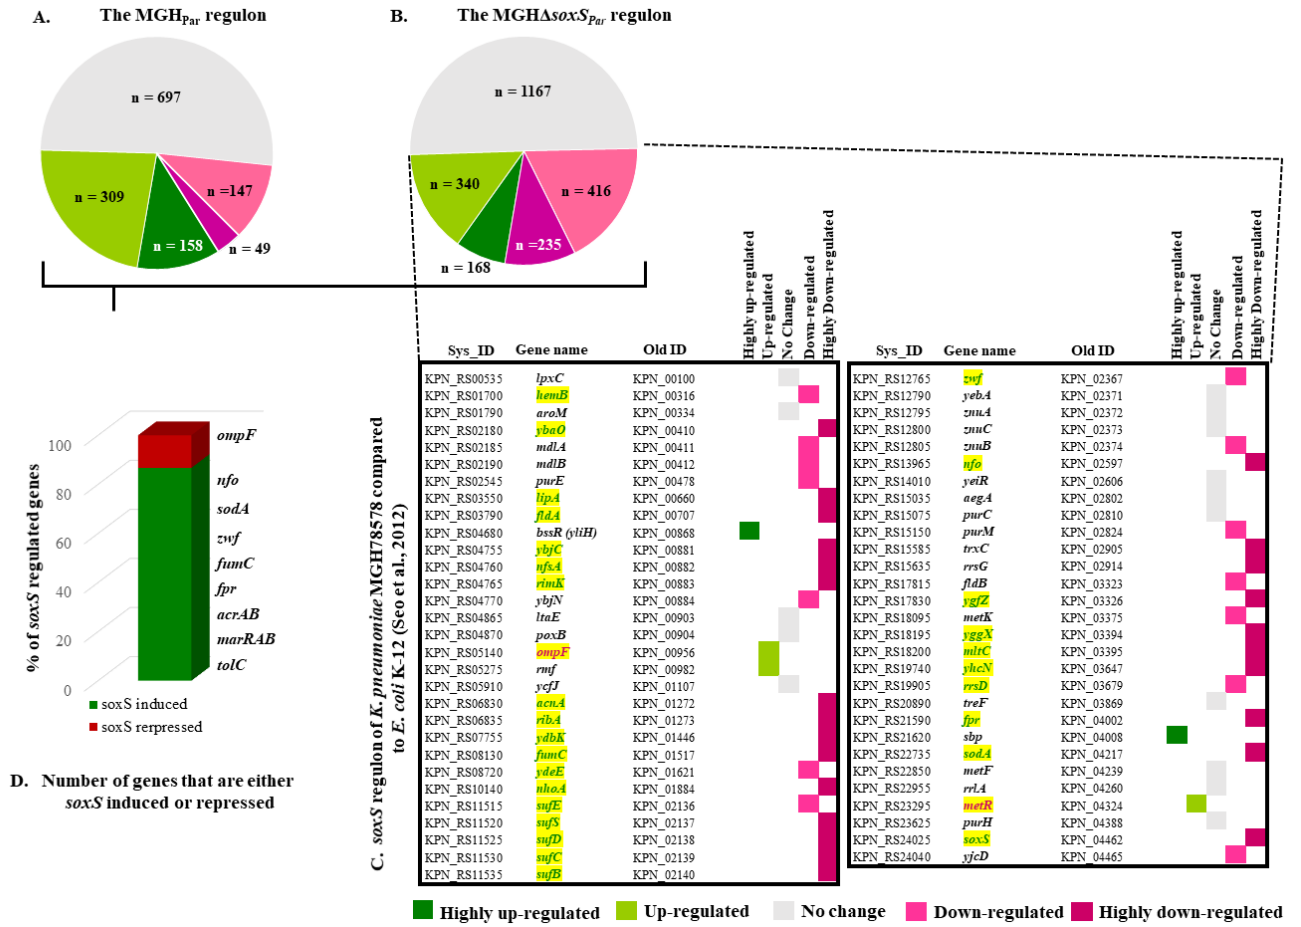 A. The MGHPar regulon
B. The MGHΔsoxSPar regulon
n = 697
n = 309
n = 158
n = 49
n =147
n = 1167
n = 340
n = 168
n =235
n = 416
Highly up-regulated
Up-regulated
No Change
Down-regulated
Highly Down-regulated
Highly up-regulated
Up-regulated
No Change
Down-regulated
Highly Down-regulated
C. soxS regulon of K. pneumoniae MGH78578 compared
to E. coli K-12 (Seo et al., 2012)
Sys_ID Gene name Old ID
KPN_RS00535 lpxC KPN_00100
KPN_RS01700 hemB KPN_00316
KPN_RS01790 aroM KPN_00334
KPN_RS02180 ybaO KPN_00410
KPN_RS02185 mdlA KPN_00411
KPN_RS02190 mdlB KPN_00412
KPN_RS02545 purE KPN_00478
KPN_RS03550 lipA KPN_00660
KPN_RS03790 fldA KPN_00707
KPN_RS04680 bssR (yliH) KPN_00868
KPN_RS04755 ybjC KPN_00881
KPN_RS04760 nfsA KPN_00882
KPN_RS04765 rimK KPN_00883
KPN_RS04770 ybjN KPN_00884
KPN_RS04865 ltaE KPN_00903
KPN_RS04870 poxB KPN_00904
KPN_RS05140 ompF KPN_00956
KPN_RS05275 rmf KPN_00982
KPN_RS05910 ycfJ KPN_01107
KPN_RS06830 acnA KPN_01272
KPN_RS06835 ribA KPN_01273
KPN_RS07755 ydbK KPN_01446
KPN_RS08130 fumC KPN_01517
KPN_RS08720 ydeE KPN_01621
KPN_RS10140 nhoA KPN_01884
KPN_RS11515 sufE KPN_02136
KPN_RS11520 sufS KPN_02137
KPN_RS11525 sufD KPN_02138
KPN_RS11530 sufC KPN_02139
KPN_RS11535 sufB KPN_02140
Sys_ID Gene name Old ID
KPN_RS12765 zwf KPN_02367
KPN_RS12790 yebA KPN_02371
KPN_RS12795 znuA KPN_02372
KPN_RS12800 znuC KPN_02373
KPN_RS12805 znuB KPN_02374
KPN_RS13965 nfo KPN_02597
KPN_RS14010 yeiR KPN_02606
KPN_RS15035 aegA KPN_02802
KPN_RS15075 purC KPN_02810
KPN_RS15150 purM KPN_02824
KPN_RS15585 trxC KPN_02905
KPN_RS15635 rrsG KPN_02914
KPN_RS17815 fldB KPN_03323
KPN_RS17830 ygfZ KPN_03326
KPN_RS18095 metK KPN_03375
KPN_RS18195 yggX KPN_03394
KPN_RS18200 mltC KPN_03395
KPN_RS19740 yhcN KPN_03647
KPN_RS19905 rrsD KPN_03679
KPN_RS20890 treF KPN_03869
KPN_RS21590 fpr KPN_04002
KPN_RS21620 sbp KPN_04008
KPN_RS22735 sodA KPN_04217
KPN_RS22850 metF KPN_04239
KPN_RS22955 rrlA KPN_04260
KPN_RS23295 metR KPN_04324
KPN_RS23625 purH KPN_04388
KPN_RS24025 soxS KPN_04462
KPN_RS24040 yjcD KPN_04465
% of soxS regulated genes
100
80
60
40
20
0
ompF
nfo
sodA
zwf
fumC
fpr
acrAB
marRAB
tolC
soxS induced
soxS rerpressed
D. Number of genes that are either
soxS induced or repressed
Highly up-regulated
Up-regulated
No change
Down-regulated
Highly down-regulated